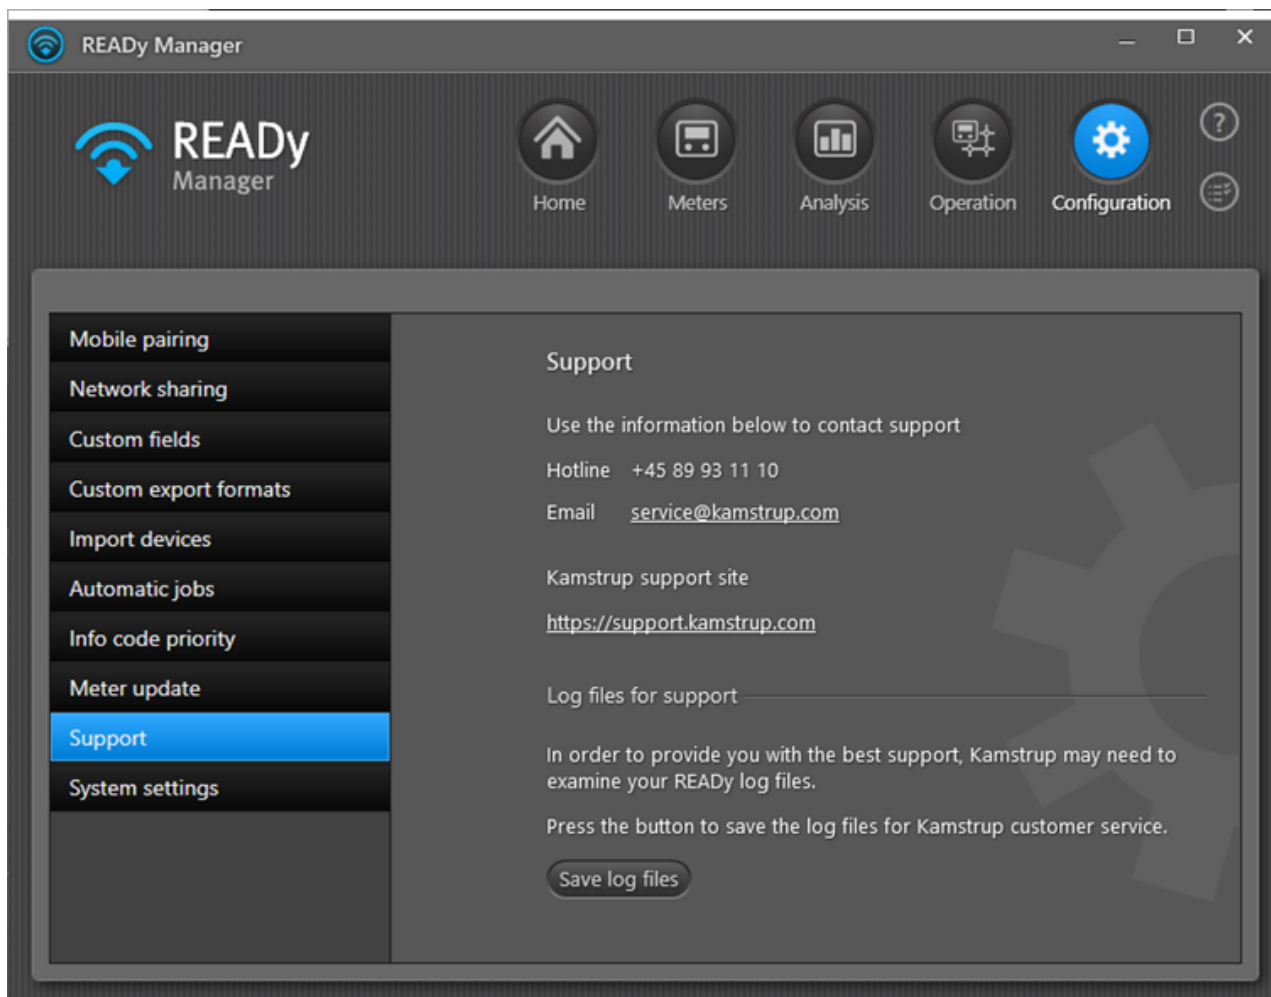 READy Manager
READy
Manager
Home
Meters
Analysis
Operation
Configuration
?
Mobile pairing
Network sharing
Custom fields
Custom export formats
Import devices
Automatic jobs
Info code priority
Meter update
Support
System settings
Support
Use the information below to contact support
Hotline +45 89 93 11 10
Email service@kamstrup.com
Kamstrup support site
https://support.kamstrup.com
Log files for support
In order to provide you with the best support, Kamstrup may need to
examine your READy log files.
Press the button to save the log files for Kamstrup customer service.
Save log files